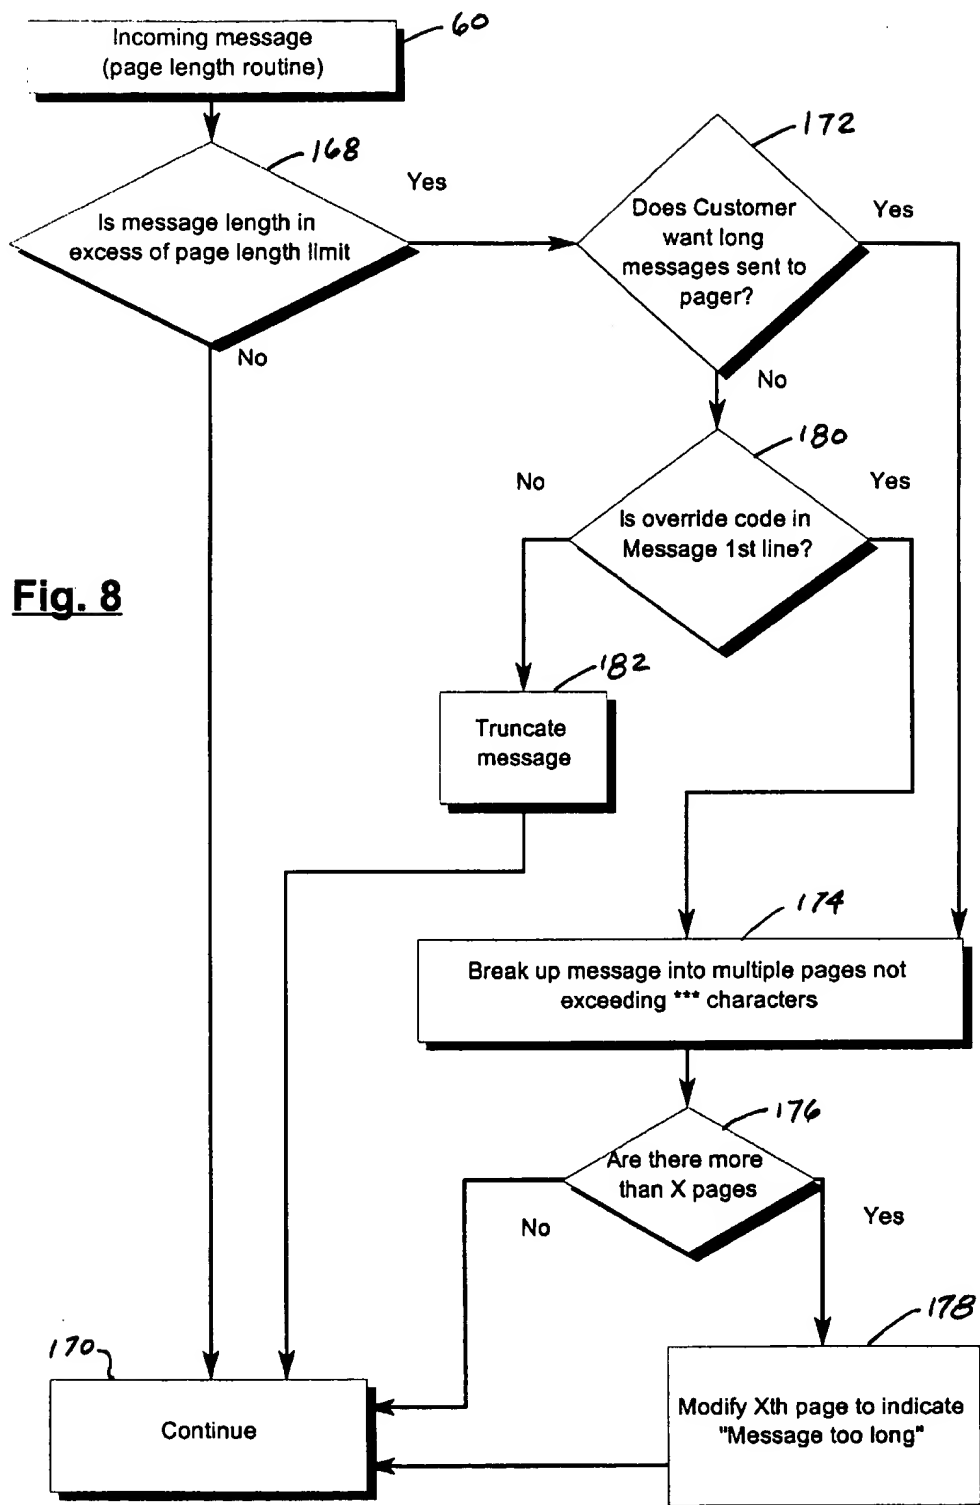 Incoming message
(page length routine)
60
168
Is message length in
excess of page length limit
Yes
No
172
Does Customer
want long
messages sent to
pager?
Yes
No
180
Is override code in
Message 1st line?
No
Yes
Fig. 8
182
Truncate
message
174
Break up message into multiple pages not
exceeding *** characters
176
Are there more
than X pages
No
Yes
170
Continue
178
Modify Xth page to indicate
"Message too long"